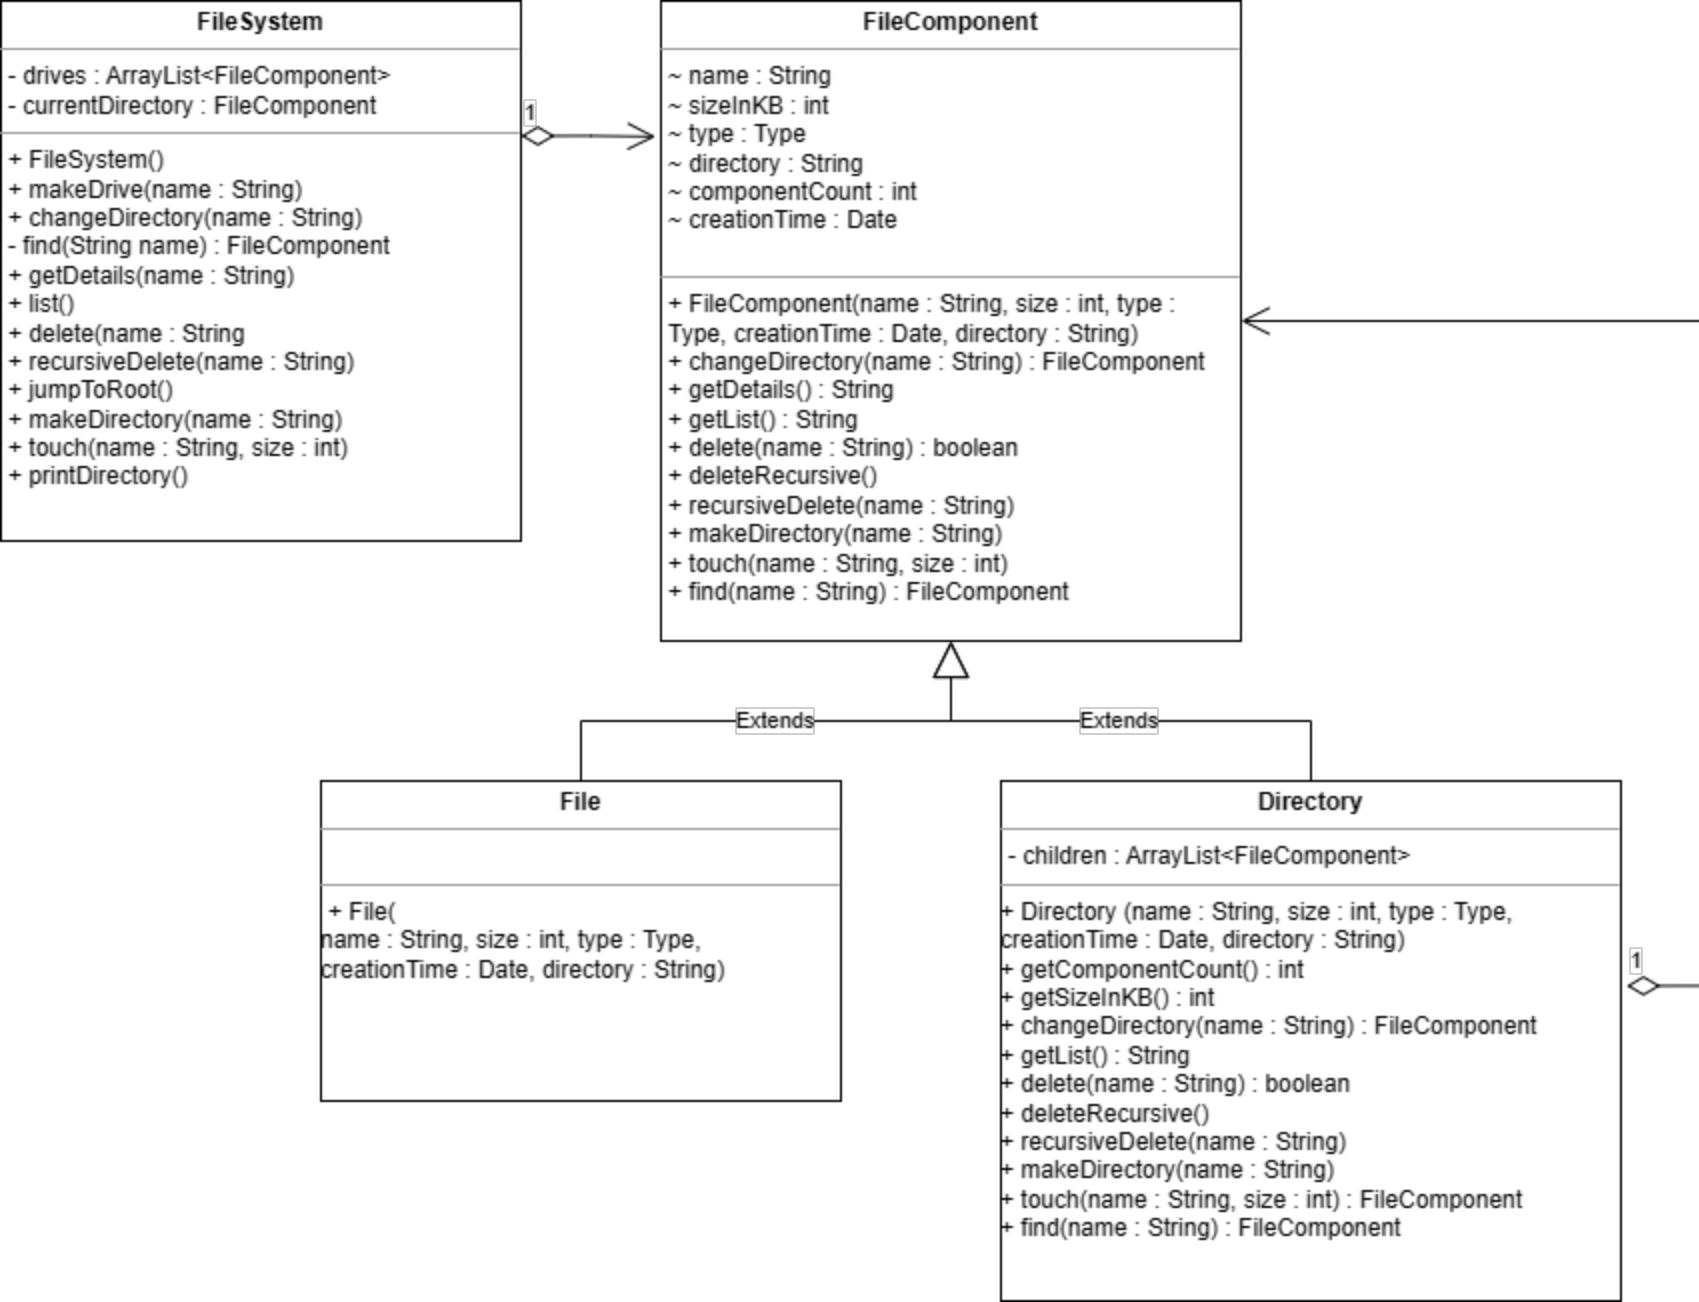 FileSystem
- drives : ArrayList<FileComponent>
- currentDirectory : FileComponent
+ FileSystem()
+ makeDrive(name : String)
+ changeDirectory(name : String)
- find(String name) : FileComponent
+ getDetails(name : String)
+ list()
+ delete(name : String
+ recursiveDelete(name : String)
+ jumpToRoot()
+ makeDirectory(name : String)
+ touch(name : String, size : int)
+ printDirectory()
1
FileComponent
~ name : String
~ sizeInKB : int
~ type : Type
~ directory : String
~ componentCount : int
~ creationTime : Date
+ FileComponent(name : String, size : int, type :
Type, creationTime : Date, directory : String)
+ changeDirectory(name : String) : FileComponent
+ getDetails() : String
+ getList() : String
+ delete(name : String) : boolean
+ deleteRecursive()
+ recursiveDelete(name : String)
+ makeDirectory(name : String)
+ touch(name : String, size : int)
+ find(name : String) : FileComponent
Extends
Extends
File
+ File(
name : String, size : int, type : Type,
creationTime : Date, directory : String)
Directory
- children : ArrayList<FileComponent>
+ Directory (name : String, size : int, type : Type,
creationTime : Date, directory : String)
+ getComponentCount() : int
+ getSizeInKB() : int
+ changeDirectory(name : String) : FileComponent
+ getList() : String
+ delete(name : String) : boolean
+ deleteRecursive()
+ recursiveDelete(name : String)
+ makeDirectory(name : String)
+ touch(name : String, size : int) : FileComponent
+ find(name : String) : FileComponent
1